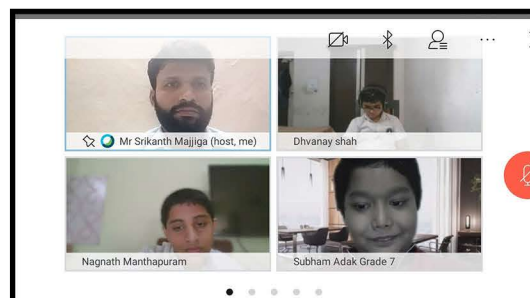 Mr Srikanth Majjiga (host, me)
Dhvanay shah
Nagnath Manthapuram
Subham Adak Grade 7